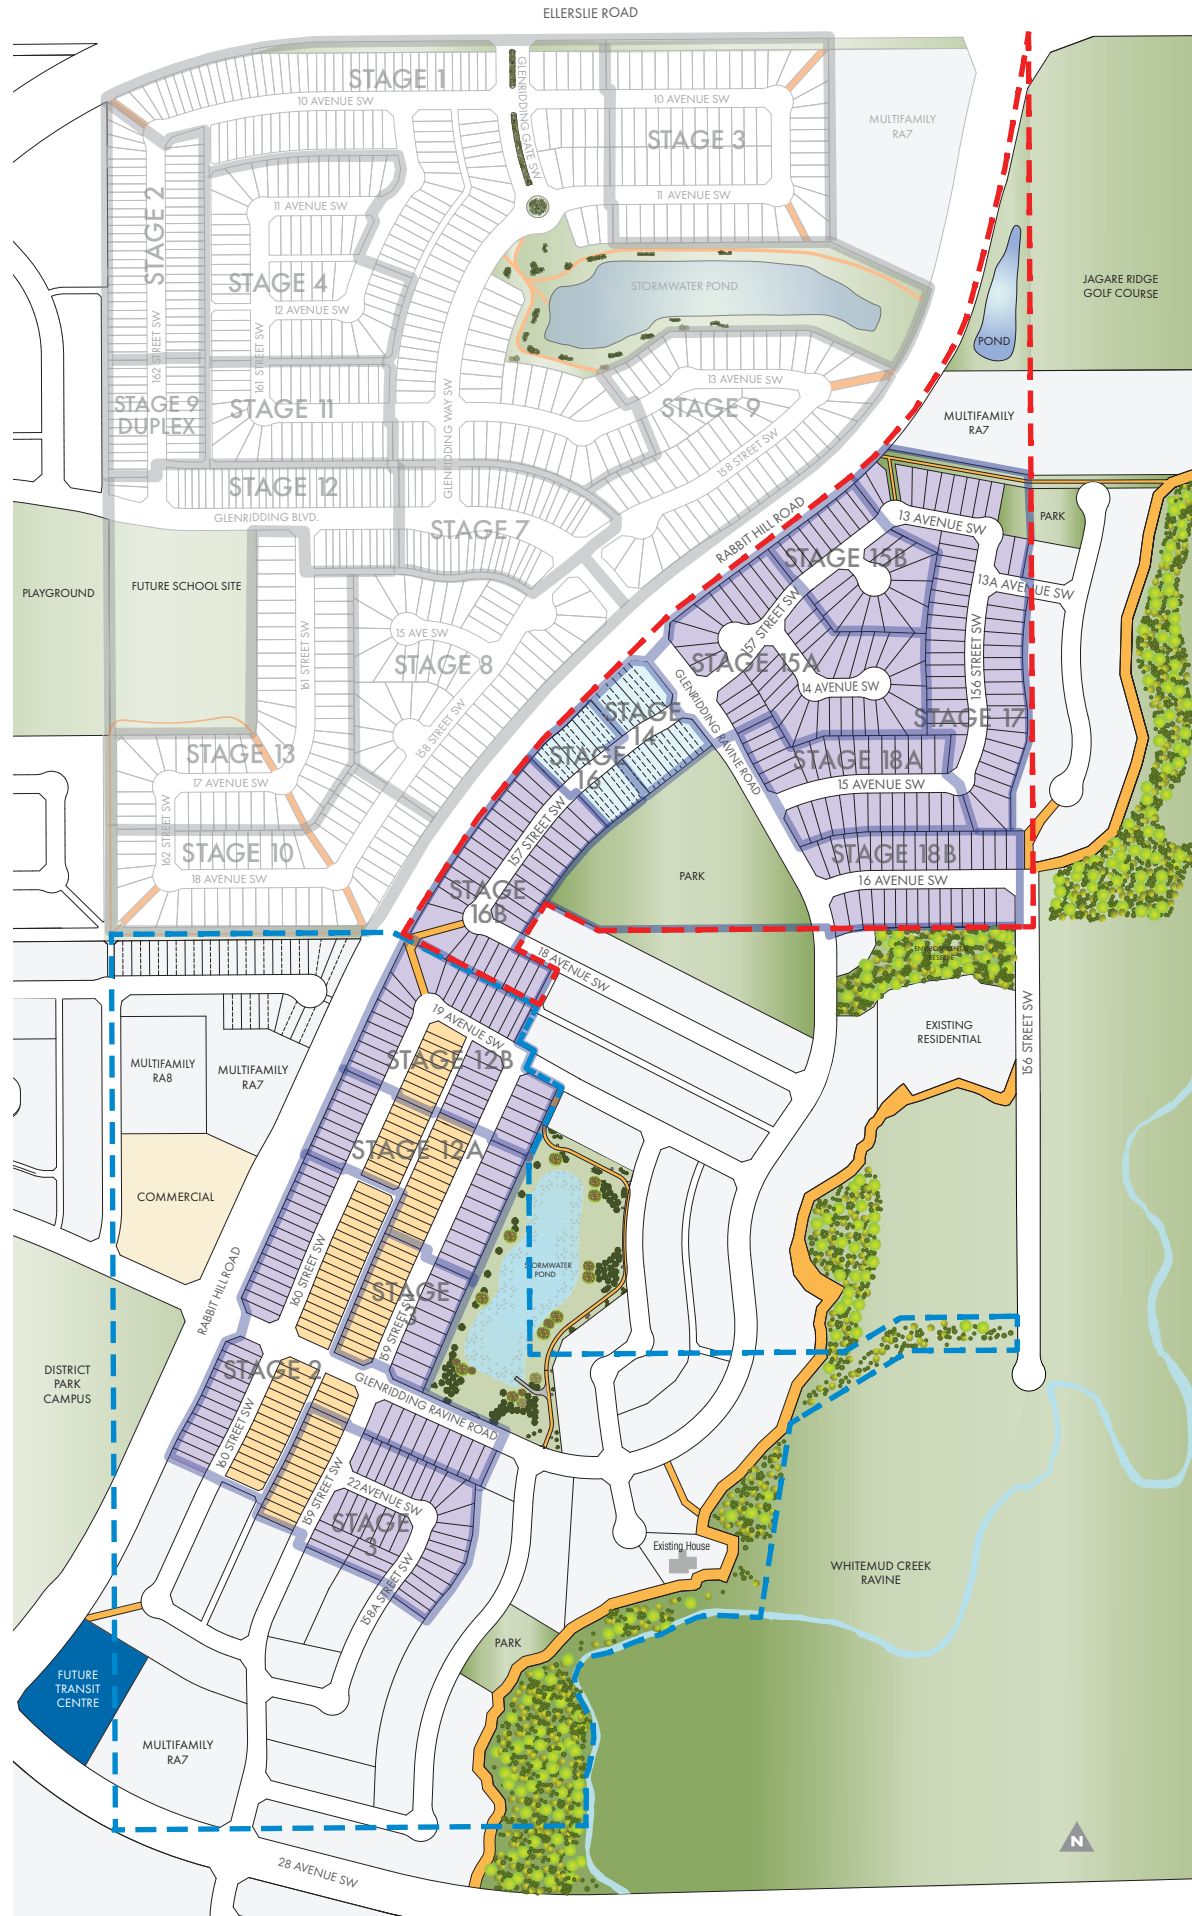 ELLERSLIE ROAD
STAGE 1
10 AVENUE SW
GLENRIDDING GATE SW
10 AVENUE SW
STAGE 3
MULTIFAMILY
RA7
STAGE 2
11 AVENUE SW
11 AVENUE SW
STAGE 4
12 AVENUE SW
STORMWATER POND
JAGARE RIDGE
GOLF COURSE
POND
162 STREET SW
161 STREET SW
STAGE 9
DUPLEX
STAGE 11
GLENRIDDING WAY SW
13 AVENUE SW
STAGE 9
158 STREET SW
MULTIFAMILY
RA7
STAGE 12
GLENRIDDING BLVD.
STAGE 7
RABBIT HILL ROAD
13 AVENUE SW
PARK
PLAYGROUND
FUTURE SCHOOL SITE
STAGE 15B
13A AVENUE SW
161 STREET SW
15 AVE SW
STAGE 8
158 STREET SW
157 STREET SW
STAGE 15A
14 AVENUE SW
156 STREET SW
STAGE 17
GLENRIDDING RAVINE ROAD
STAGE
14
STAGE
16
STAGE 13
17 AVENUE SW
162 STREET SW
STAGE 10
18 AVENUE SW
STAGE 18A
15 AVENUE SW
157 STREET SW
STAGE 18B
16 AVENUE SW
PARK
STAGE
16B
18 AVENUE SW
ENVIRONMENTAL
RESERVE
19 AVENUE SW
EXISTING
RESIDENTIAL
156 STREET SW
STAGE 12B
MULTIFAMILY
RA8
MULTIFAMILY
RA7
STAGE 12A
COMMERCIAL
RABBIT HILL ROAD
160 STREET SW
STORMWATER
POND
STAGE
3
159 STREET SW
STAGE 2
DISTRICT
PARK
CAMPUS
GLENRIDDING RAVINE ROAD
160 STREET SW
159 STREET SW
22 AVENUE SW
STAGE
3
158A STREET SW
Existing House
WHITEMUD CREEK
RAVINE
PARK
FUTURE
TRANSIT
CENTRE
MULTIFAMILY
RA7
28 AVENUE SW
N